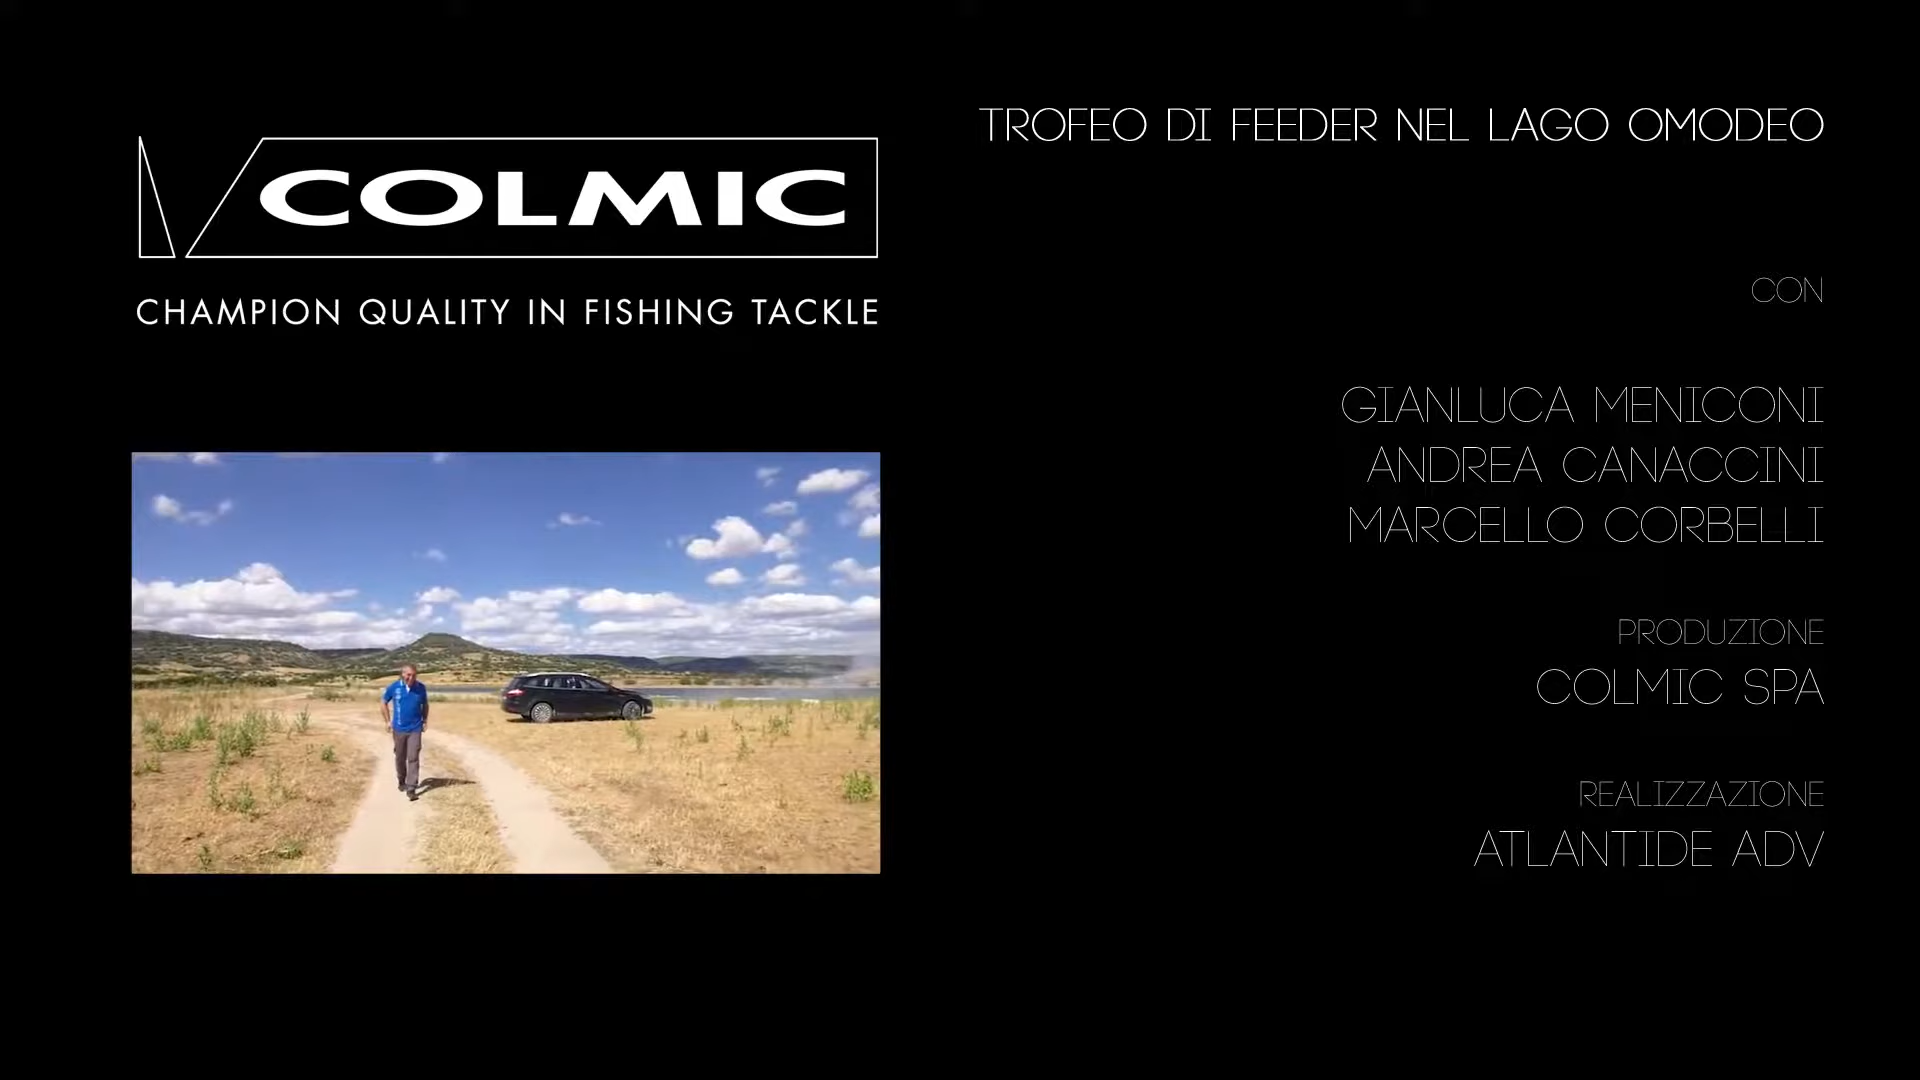 COLMIC
CHAMPION QUALITY IN FISHING TACKLE
TROFEO DI FEEDER NEL LAGO OMODEO
CON
GIANLUCA MENICONI
ANDREA CANACCINI
MARCELLO CORBELLI
PRODUZIONE
COLMIC SPA
REALIZZAZIONE
ATLANTIDE ADV